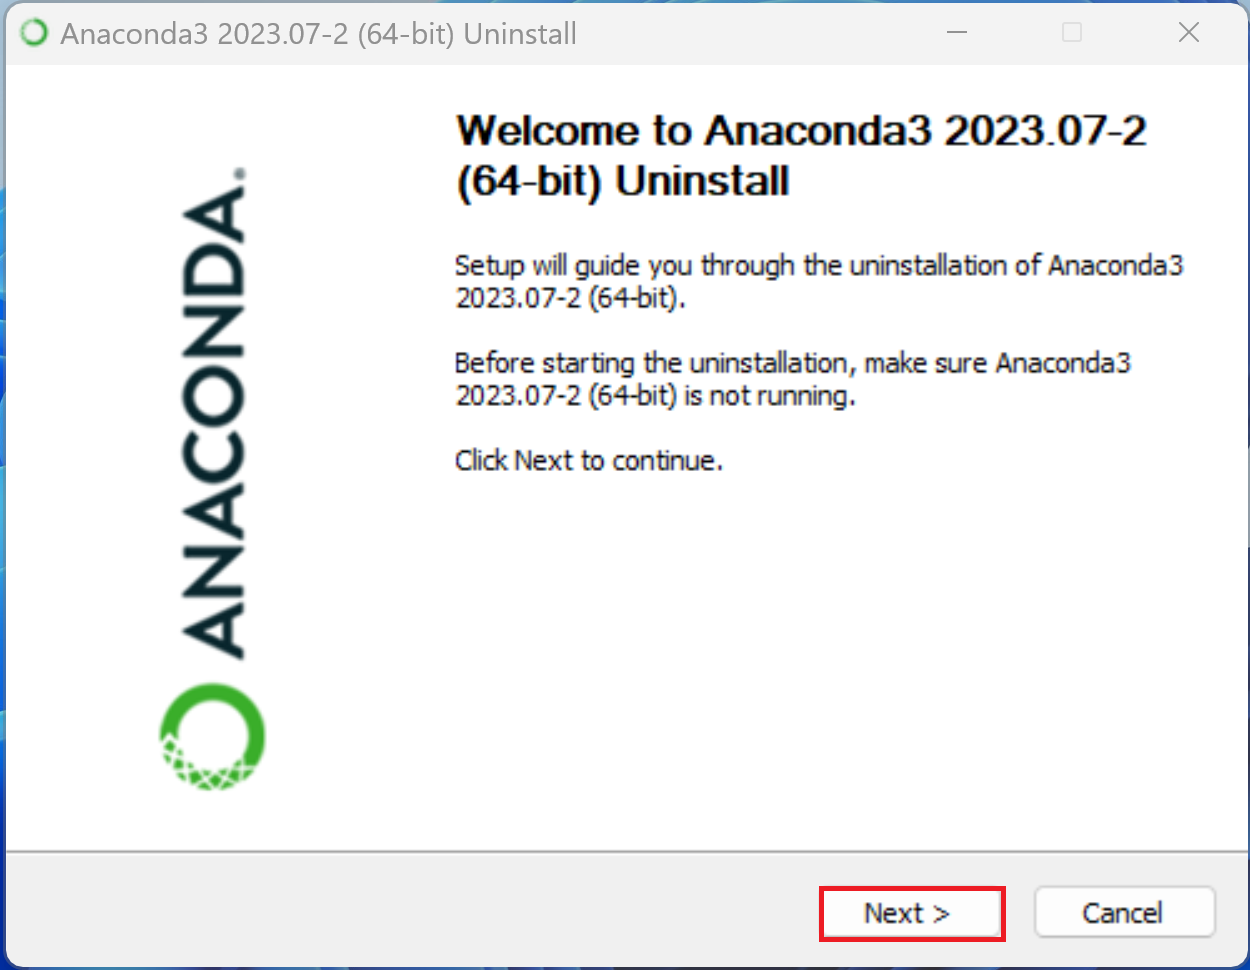 Anaconda3 2023.07-2 (64-bit) Uninstall
ANACONDA.
Welcome to Anaconda3 2023.07-2
(64-bit) Uninstall
Setup will guide you through the uninstallation of Anaconda3
2023.07-2 (64-bit).
Before starting the uninstallation, make sure Anaconda3
2023.07-2 (64-bit) is not running.
Click Next to continue.
Next >
Cancel